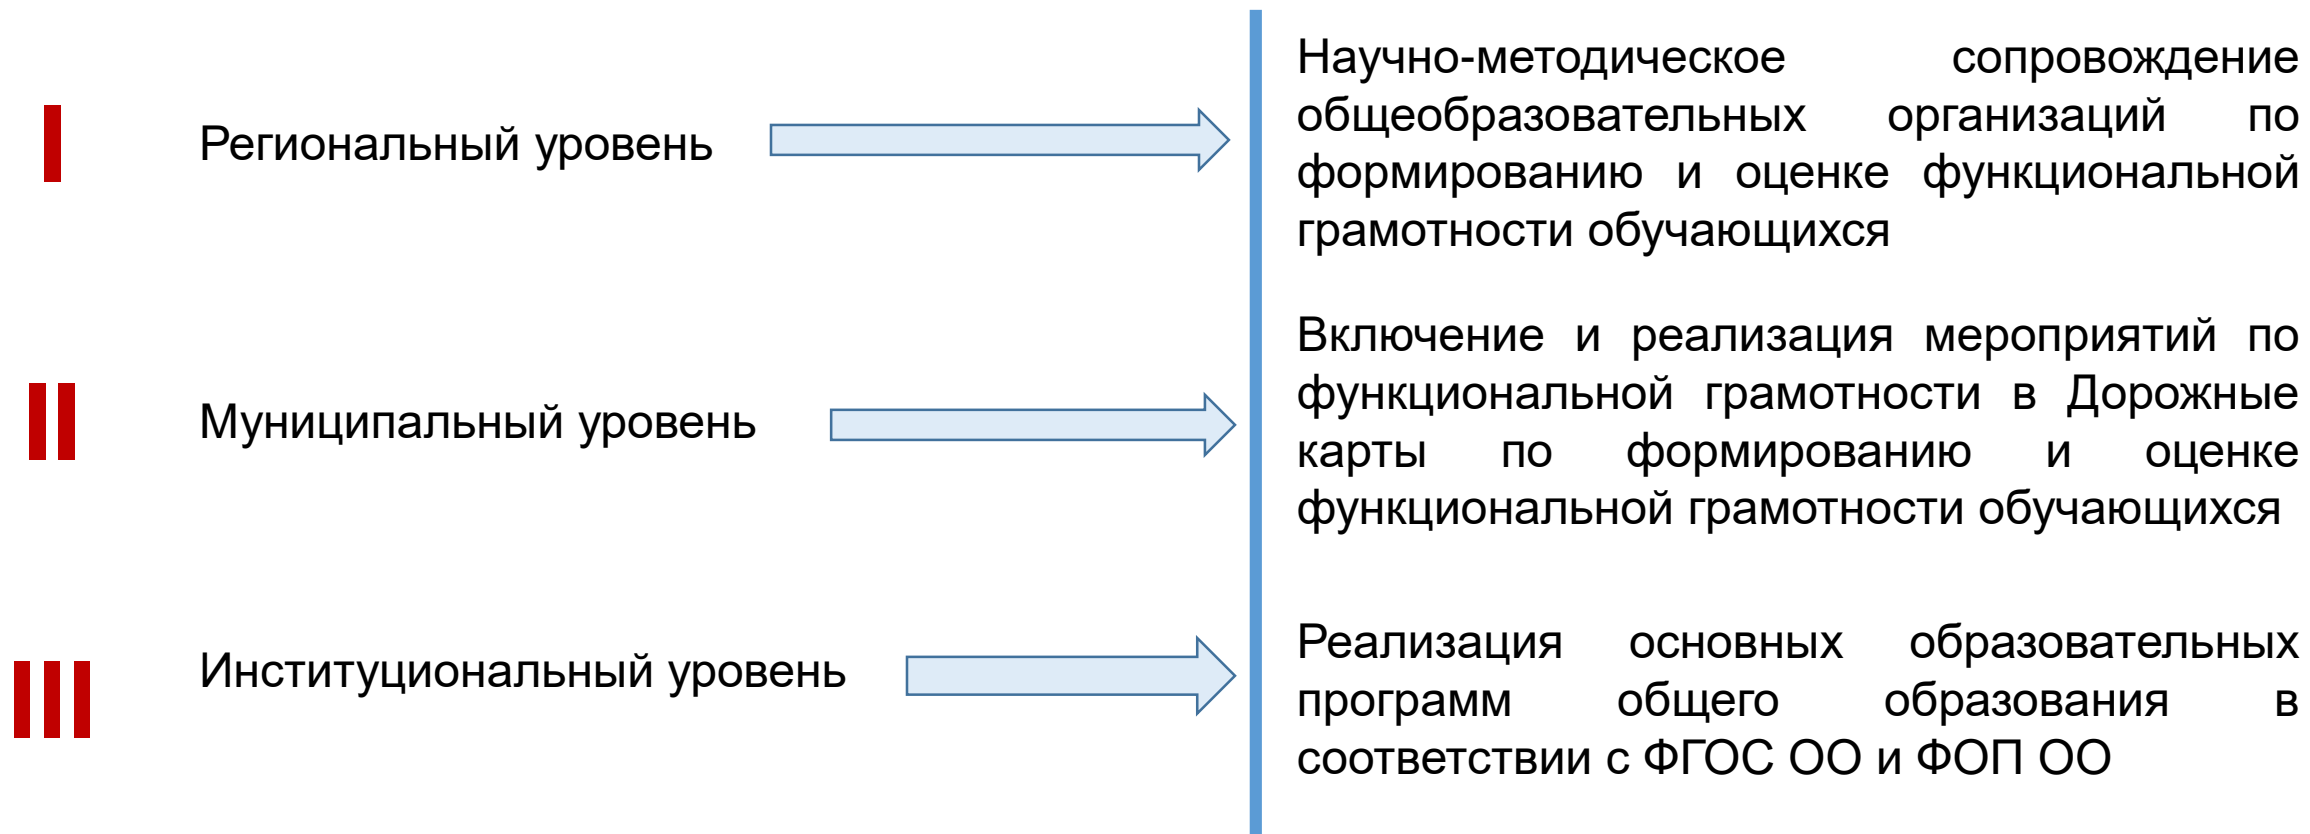 I
Региональный уровень
Научно-методическое сопровождение
общеобразовательных организаций по
формированию и оценке функциональной
грамотности обучающихся
II
Муниципальный уровень
Включение и реализация мероприятий по
функциональной грамотности в Дорожные
карты по формированию и оценке
функциональной грамотности обучающихся
III
Институциональный уровень
Реализация основных образовательных
программ общего образования в
соответствии с ФГОС ОО и ФОП ОО